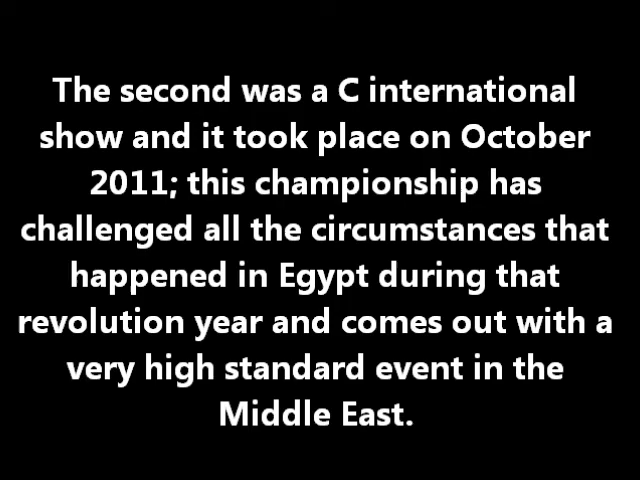 The second was a C international
show and it took place on October
2011; this championship has
challenged all the circumstances that
happened in Egypt during that
revolution year and comes out with a
very high standard event in the
Middle East.